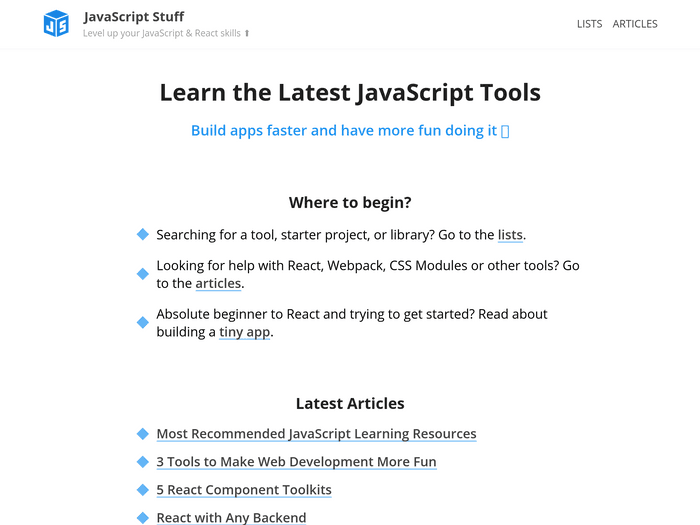 JS
JavaScript Stuff
Level up your JavaScript & React skills ⬆
LISTS ARTICLES
Learn the Latest JavaScript Tools
Build apps faster and have more fun doing it
Where to begin?
Searching for a tool, starter project, or library? Go to the lists.
Looking for help with React, Webpack, CSS Modules or other tools? Go
to the articles.
Absolute beginner to React and trying to get started? Read about
building a tiny app.
Latest Articles
Most Recommended JavaScript Learning Resources
3 Tools to Make Web Development More Fun
5 React Component Toolkits
React with Any Backend